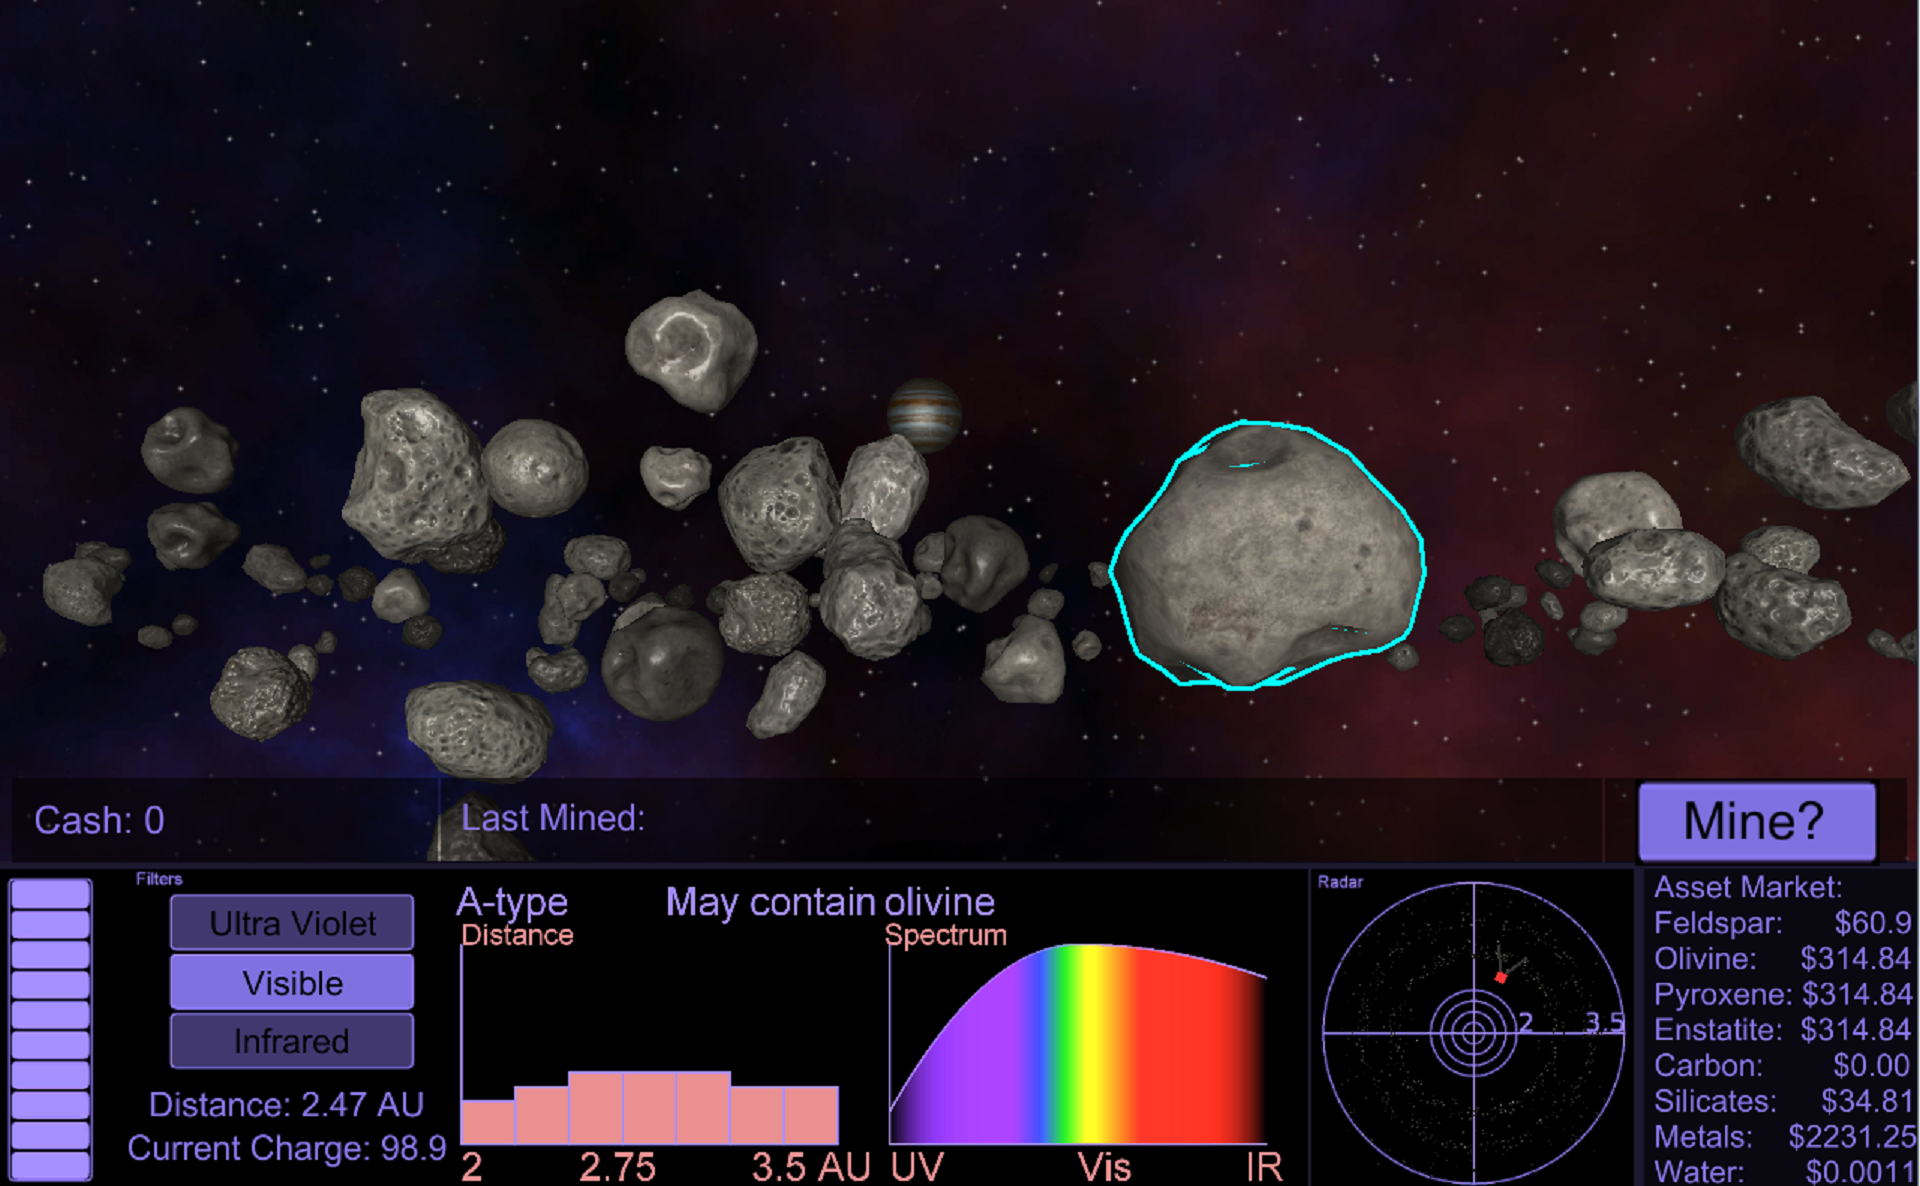 Cash: 0
Last Mined:
Mine?
Filters
Ultra Violet
Visible
Infrared
Distance: 2.47 AU
Current Charge: 98.9
A-type
May contain olivine
Distance
2 2.75 3.5 AU
Spectrum
UV Vis IR
Radar
2 3.5
Asset Market:
Feldspar: $60.9
Olivine: $314.84
Pyroxene: $314.84
Enstatite: $314.84
Carbon: $0.00
Silicates: $34.81
Metals: $2231.25
Water: $0.0011